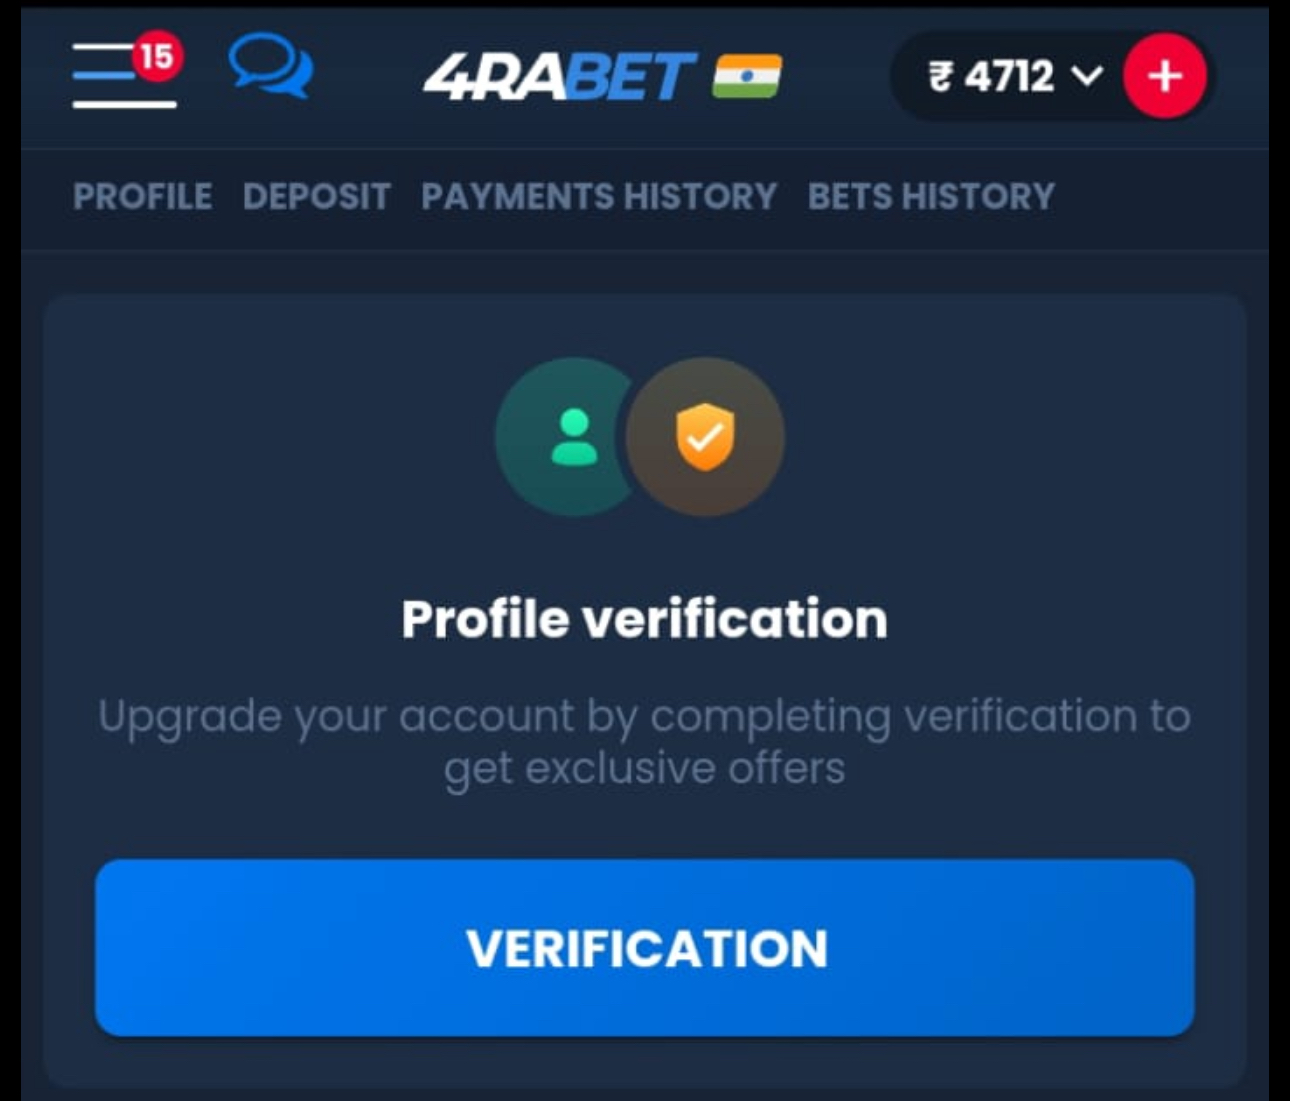 15
4RABET
₹ 4712
PROFILE DEPOSIT PAYMENTS HISTORY BETS HISTORY
Profile verification
Upgrade your account by completing verification to
get exclusive offers
VERIFICATION